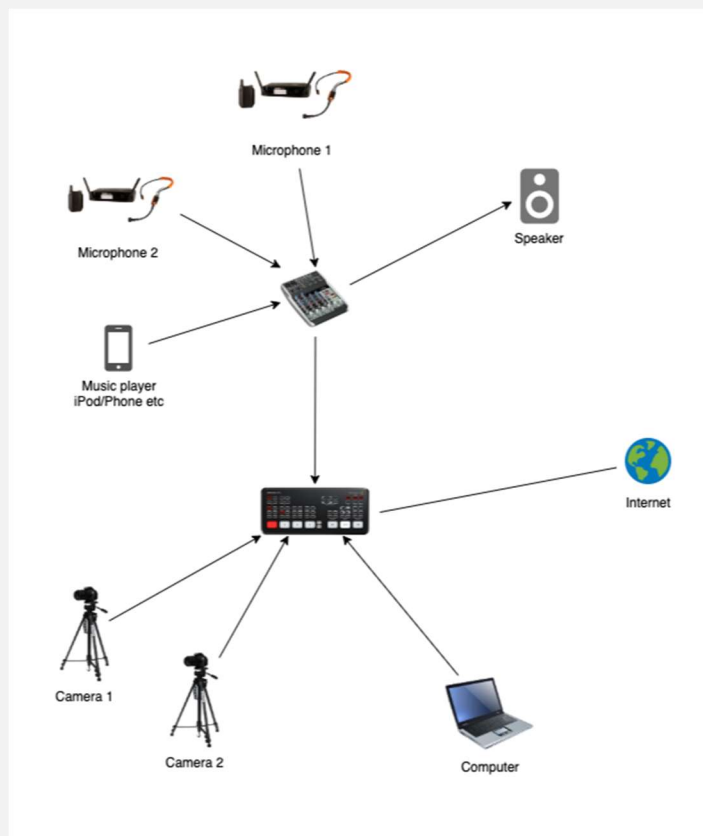 Microphone 1
Microphone 2
Speaker
Music player
iPod/Phone etc
Internet
Camera 1
Camera 2
Computer